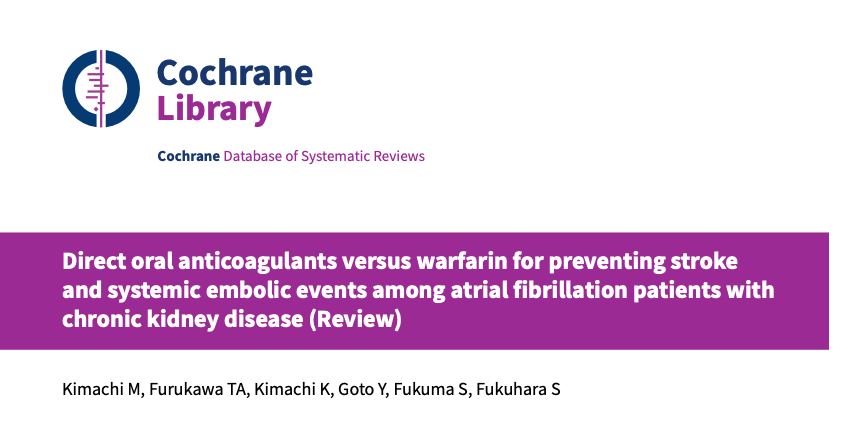 Cochrane
Library
Cochrane Database of Systematic Reviews
Direct oral anticoagulants versus warfarin for preventing stroke
and systemic embolic events among atrial fibrillation patients with
chronic kidney disease (Review)
Kimachi M, Furukawa TA, Kimachi K, Goto Y, Fukuma S, Fukuhara S